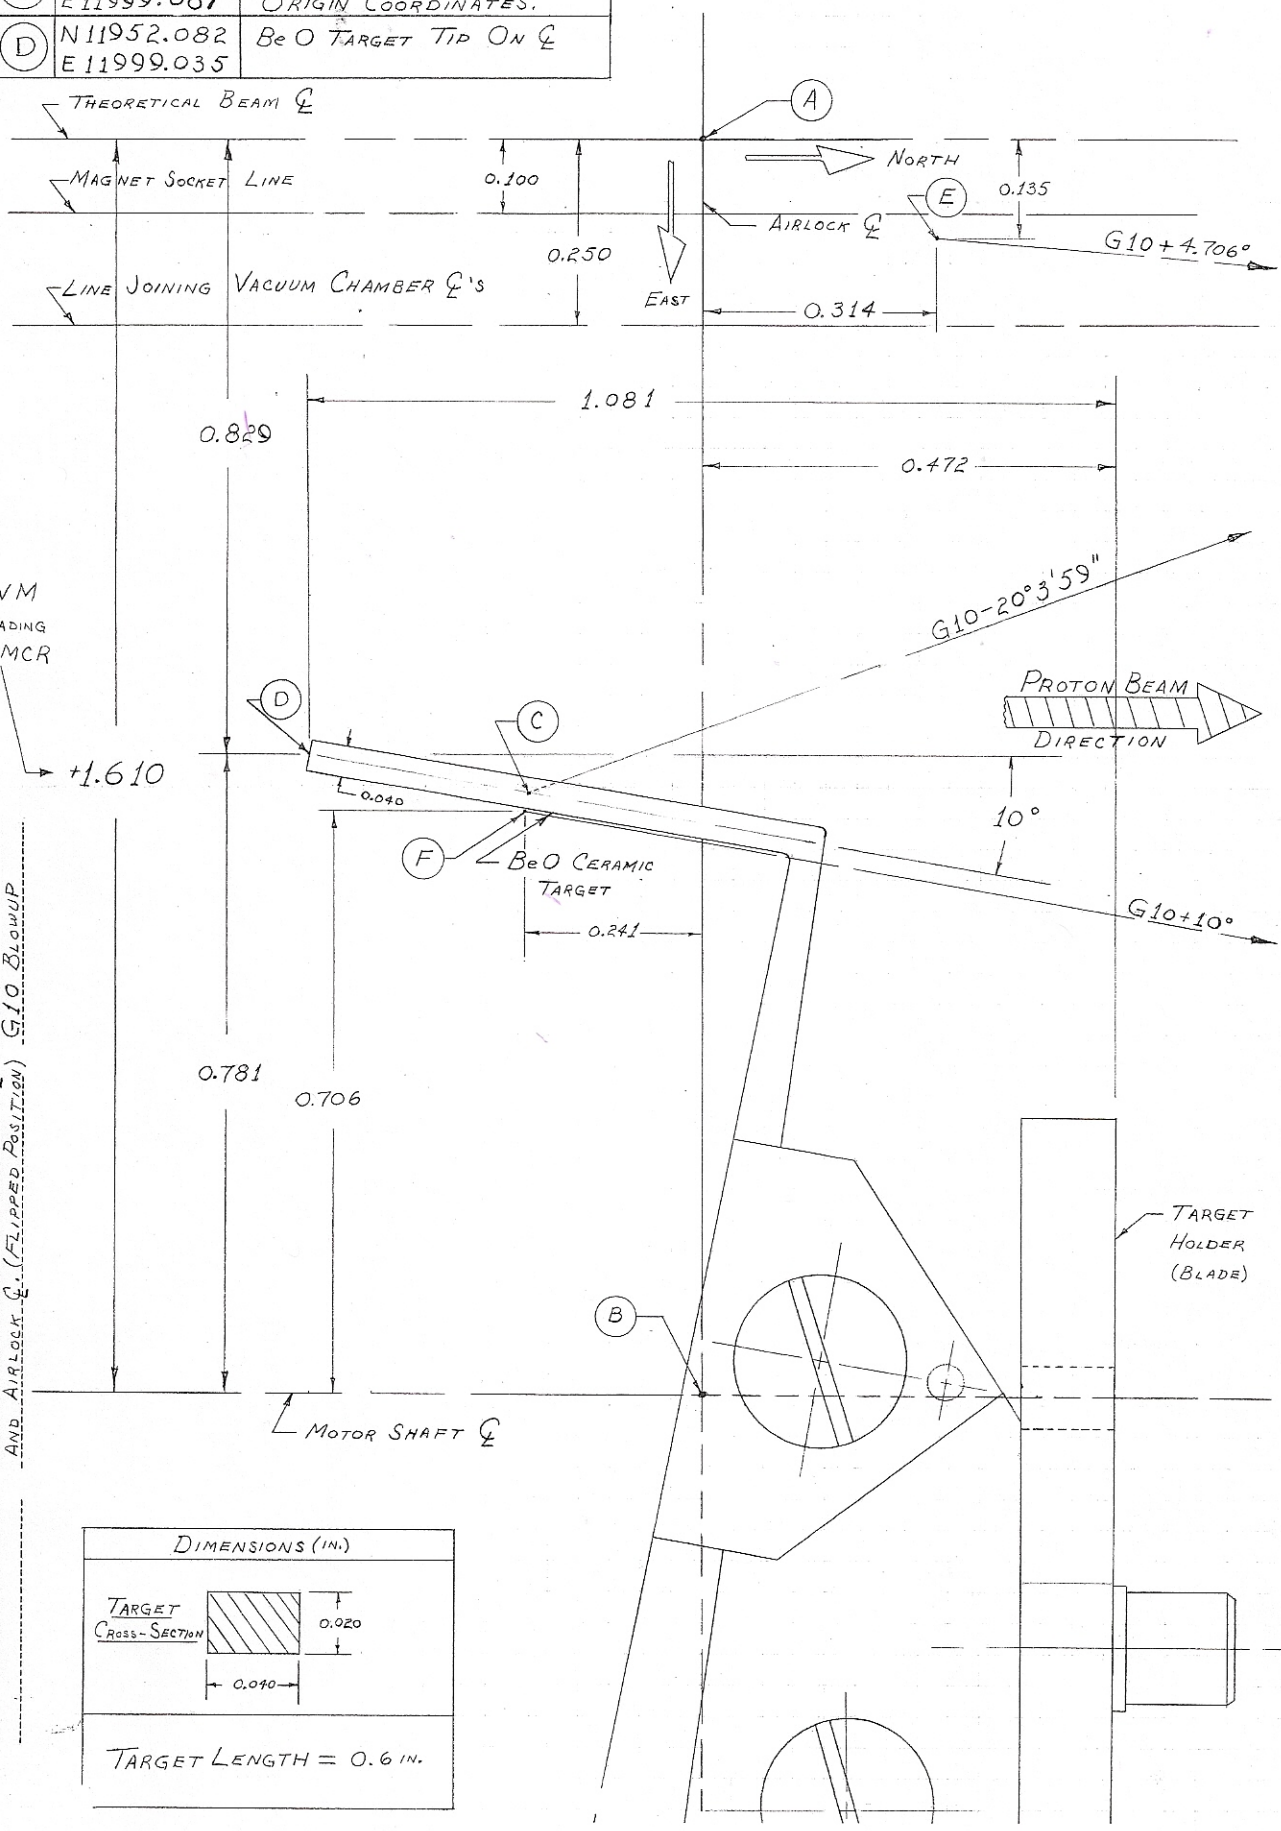 E 11999.067 ORIGIN COORDINATES.
D N 11952.082 BeO TARGET TIP ON ℄
E 11999.035
THEORETICAL BEAM ℄
A
NORTH
MAGNET SOCKET LINE
0.100
0.135
E
AIRLOCK ℄
G10+4.706°
0.250
LINE JOINING VACUUM CHAMBER ℄'S
EAST
0.314
1.081
0.829
0.472
G10-20°3'59"
MCR
PROTON BEAM
DIRECTION
D
C
+1.610
0.040
10°
F
BeO CERAMIC
TARGET
G10+10°
0.241
AND AIRLOCK ℄. (FLIPPED POSITION) G10 BLOWUP
0.781
0.706
TARGET
HOLDER
(BLADE)
B
MOTOR SHAFT ℄
DIMENSIONS (IN.)
TARGET
CROSS-SECTION
0.020
0.040
TARGET LENGTH = 0.6 IN.